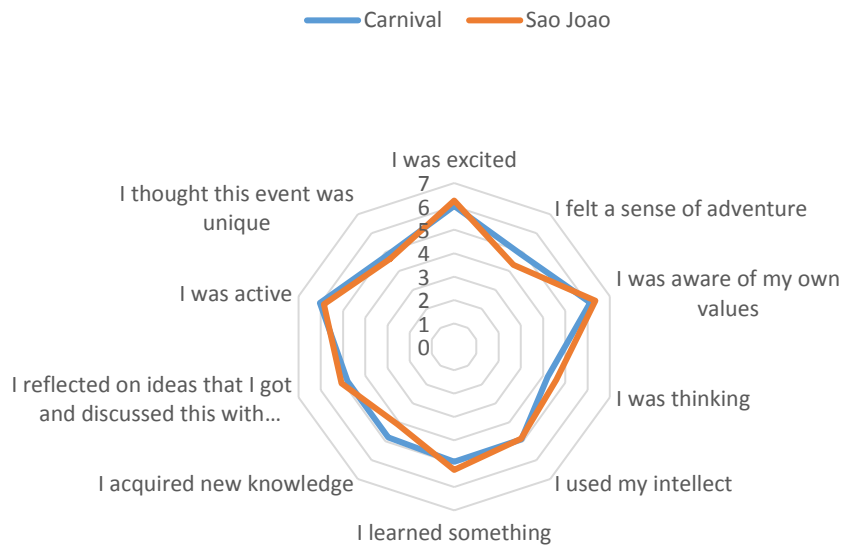 Carnival
Sao Joao
I was excited
I felt a sense of adventure
I was aware of my own
values
I was thinking
I used my intellect
I learned something
I acquired new knowledge
I reflected on ideas that I got
and discussed this with…
I was active
I thought this event was
unique
7
6
5
4
3
2
1
0